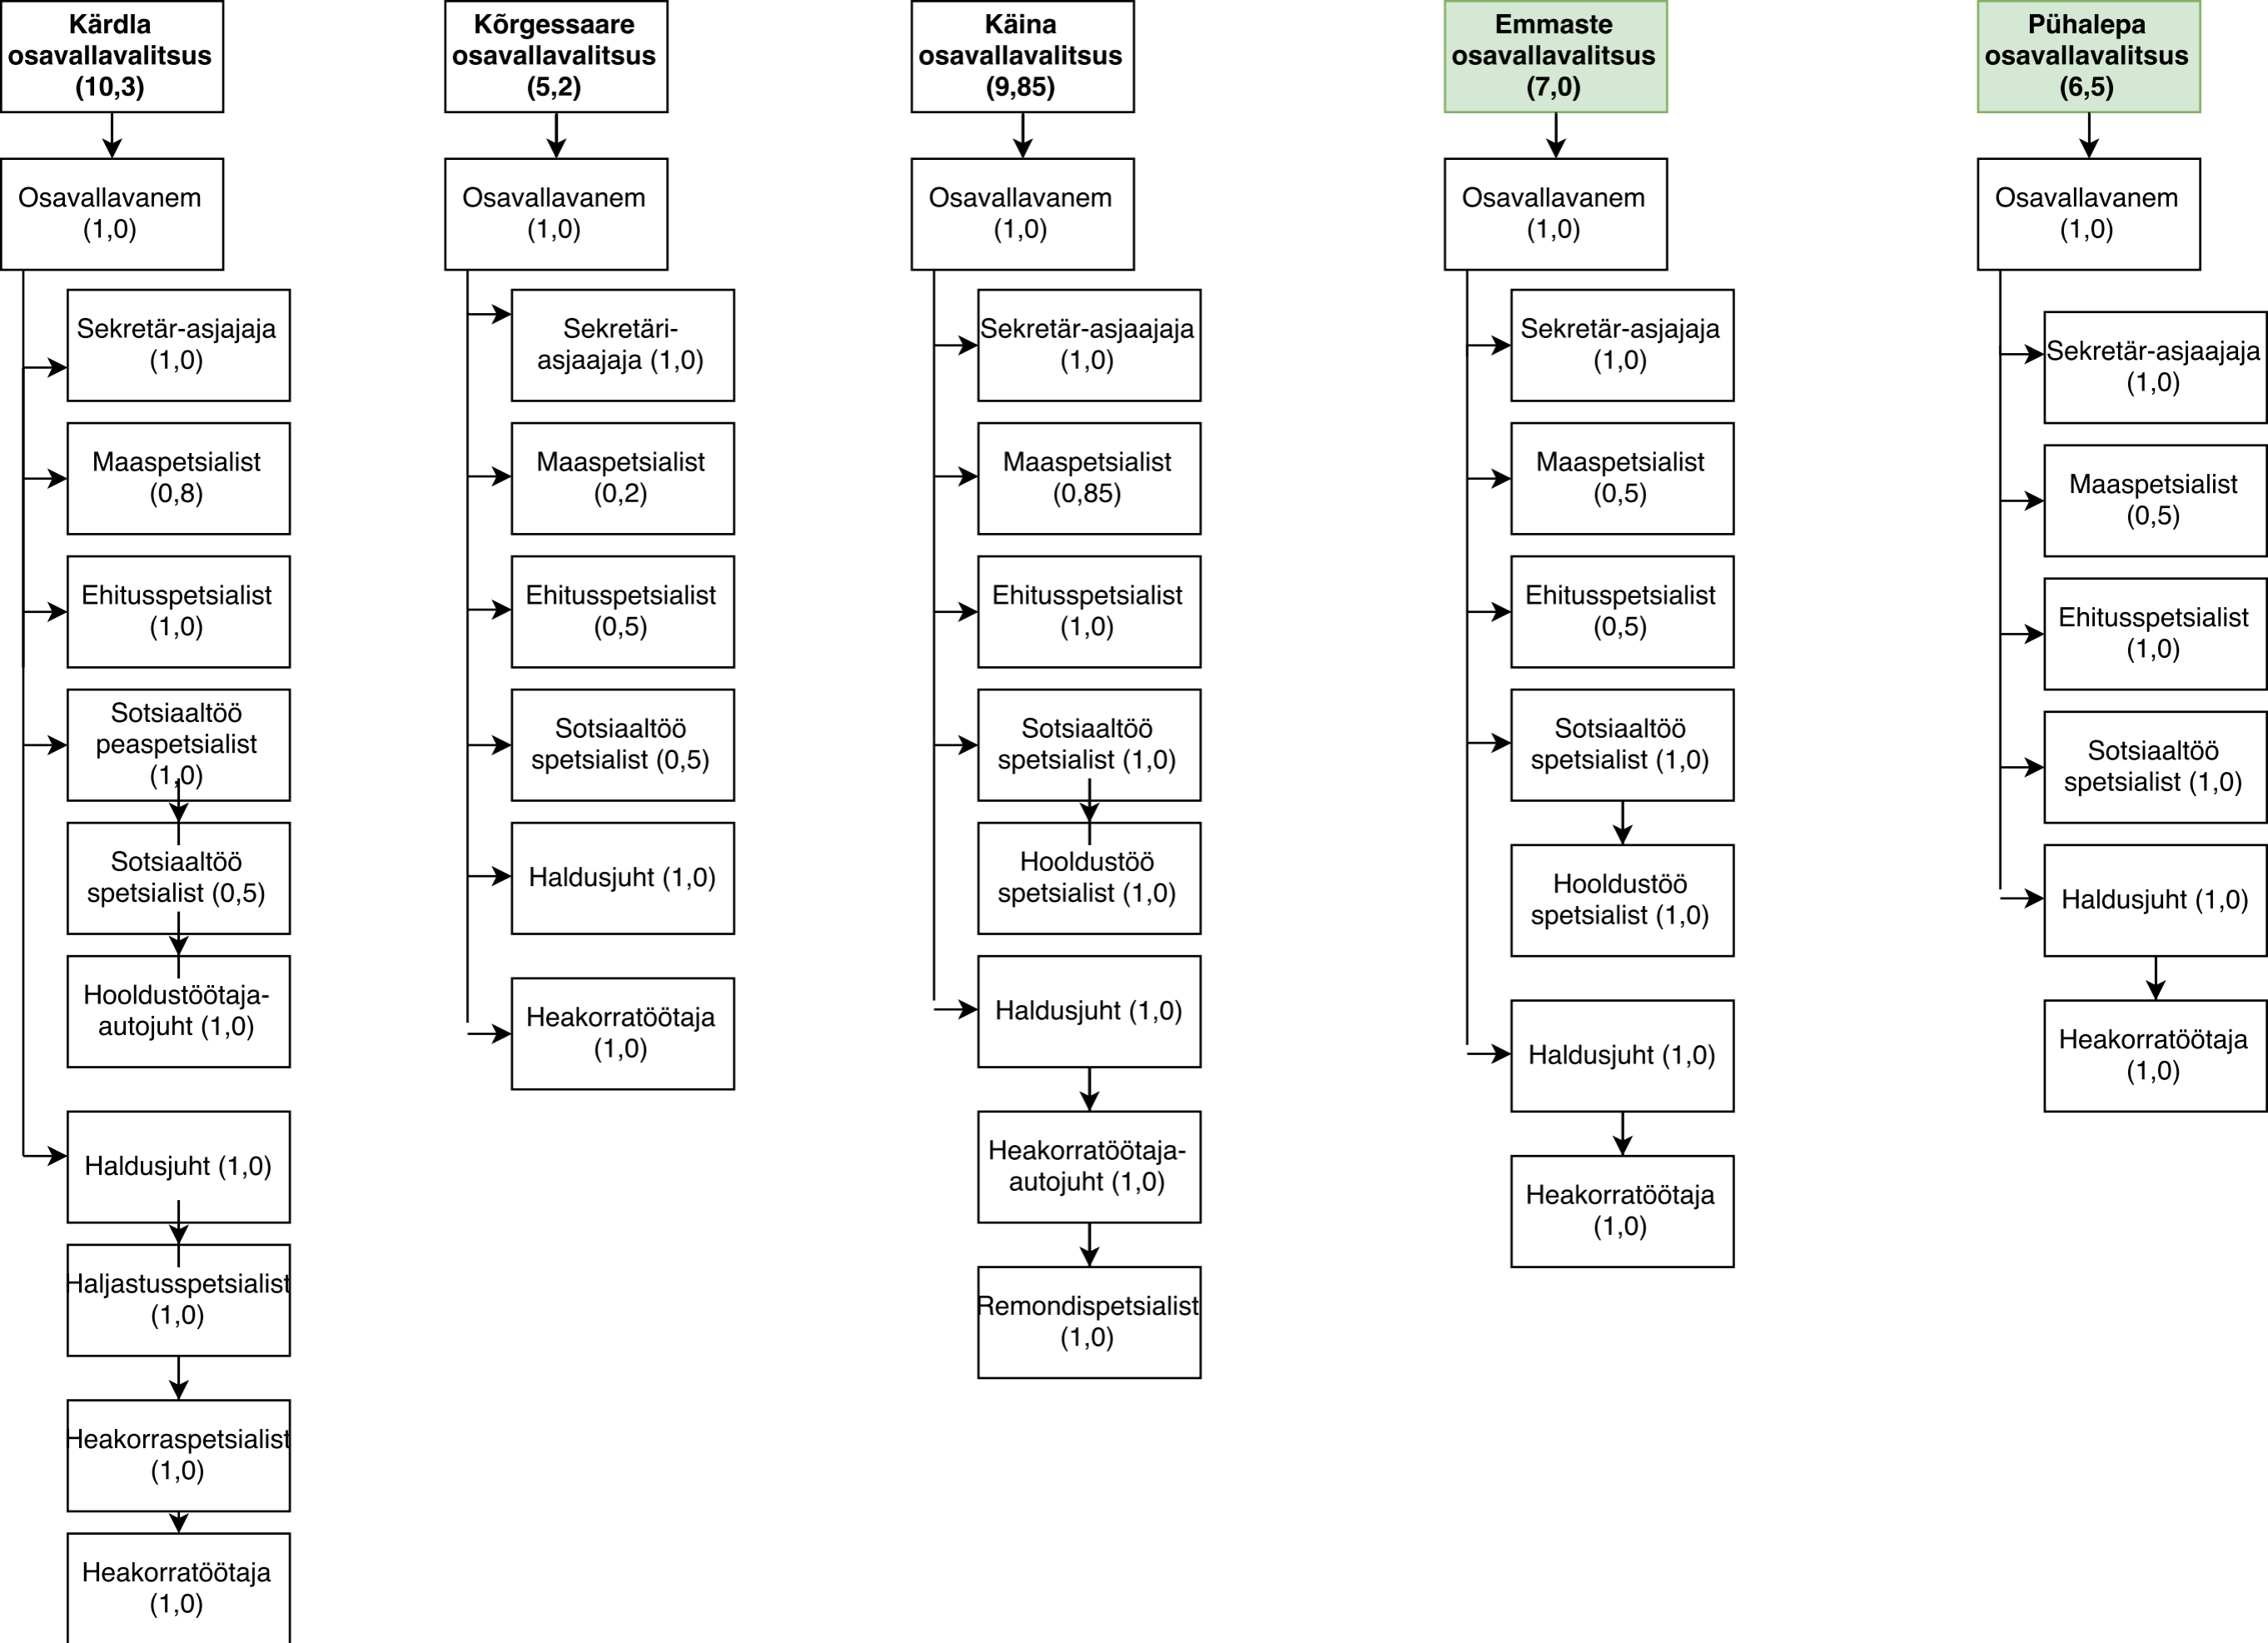 Kärdla
osavallavalitsus
(10,3)
Osavallavanem
(1,0)
Sekretär-asjajaja
(1,0)
Maaspetsialist
(0,8)
Ehitusspetsialist
(1,0)
Sotsiaaltöö
peaspetsialist
(1,0)
Sotsiaaltöö
spetsialist (0,5)
Hooldustöötaja-
autojuht (1,0)
Haldusjuht (1,0)
Haljastusspetsialist
(1,0)
Heakorraspetsialist
(1,0)
Heakorratöötaja
(1,0)
Kõrgessaare
osavallavalitsus
(5,2)
Osavallavanem
(1,0)
Sekretäri-
asjaajaja (1,0)
Maaspetsialist
(0,2)
Ehitusspetsialist
(0,5)
Sotsiaaltöö
spetsialist (0,5)
Haldusjuht (1,0)
Heakorratöötaja
(1,0)
Käina
osavallavalitsus
(9,85)
Osavallavanem
(1,0)
Sekretär-asjaajaja
(1,0)
Maaspetsialist
(0,85)
Ehitusspetsialist
(1,0)
Sotsiaaltöö
spetsialist (1,0)
Hooldustöö
spetsialist (1,0)
Haldusjuht (1,0)
Heakorratöötaja-
autojuht (1,0)
Remondispetsialist
(1,0)
Emmaste
osavallavalitsus
(7,0)
Osavallavanem
(1,0)
Sekretär-asjajaja
(1,0)
Maaspetsialist
(0,5)
Ehitusspetsialist
(0,5)
Sotsiaaltöö
spetsialist (1,0)
Hooldustöö
spetsialist (1,0)
Haldusjuht (1,0)
Heakorratöötaja
(1,0)
Pühalepa
osavallavalitsus
(6,5)
Osavallavanem
(1,0)
Sekretär-asjaajaja
(1,0)
Maaspetsialist
(0,5)
Ehitusspetsialist
(1,0)
Sotsiaaltöö
spetsialist (1,0)
Haldusjuht (1,0)
Heakorratöötaja
(1,0)